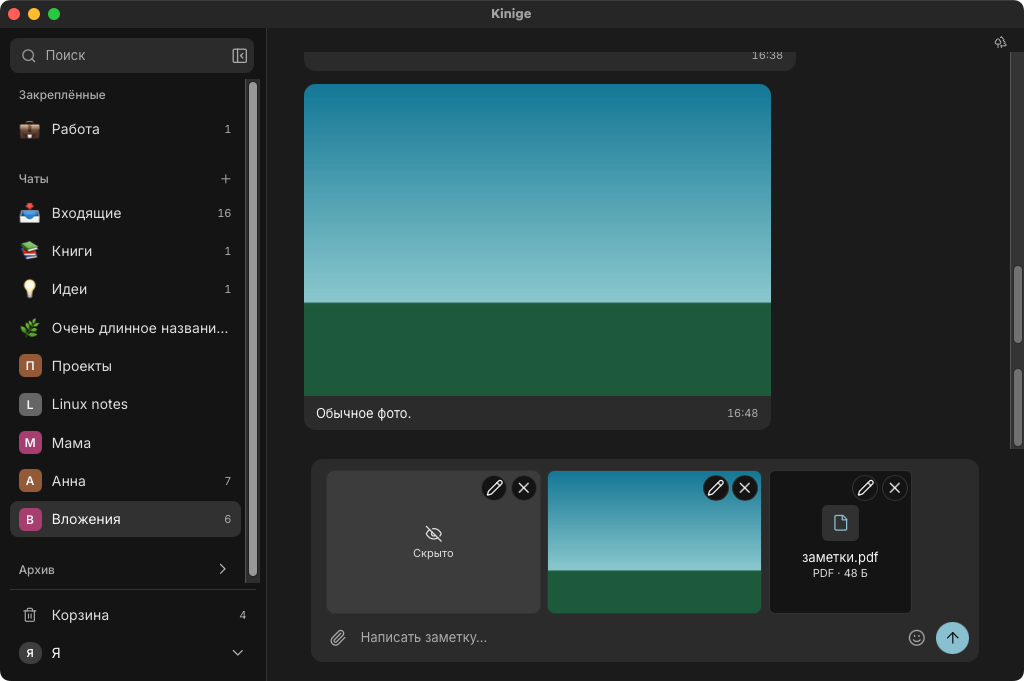 Kinige
Поиск
Закреплённые
Работа 1
Чаты
Входящие 16
Книги 1
Идеи 1
Очень длинное названи...
П Проекты
L Linux notes
М Мама
А Анна 7
В Вложения 6
Архив
Корзина 4
Я Я
16:38
Обычное фото. 16:48
Скрыто
заметки.pdf
PDF · 48 Б
Написать заметку...